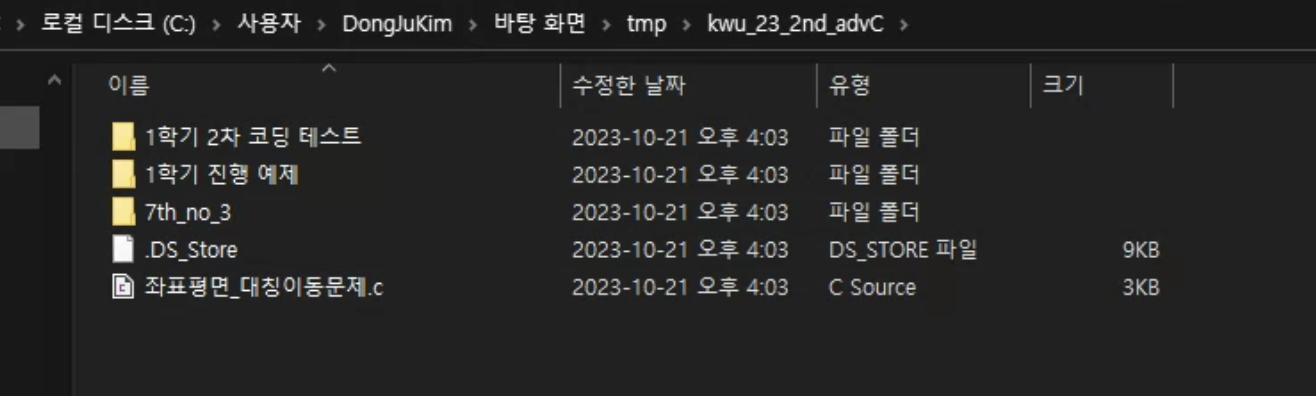 로컬 디스크 (C:) › 사용자 › DongJuKim › 바탕 화면 › tmp › kwu_23_2nd_advC ›
이름 수정한 날짜 유형 크기
1학기 2차 코딩 테스트 2023-10-21 오후 4:03 파일 폴더
1학기 진행 예제 2023-10-21 오후 4:03 파일 폴더
7th_no_3 2023-10-21 오후 4:03 파일 폴더
.DS_Store 2023-10-21 오후 4:03 DS_STORE 파일 9KB
좌표평면_대칭이동문제.c 2023-10-21 오후 4:03 C Source 3KB